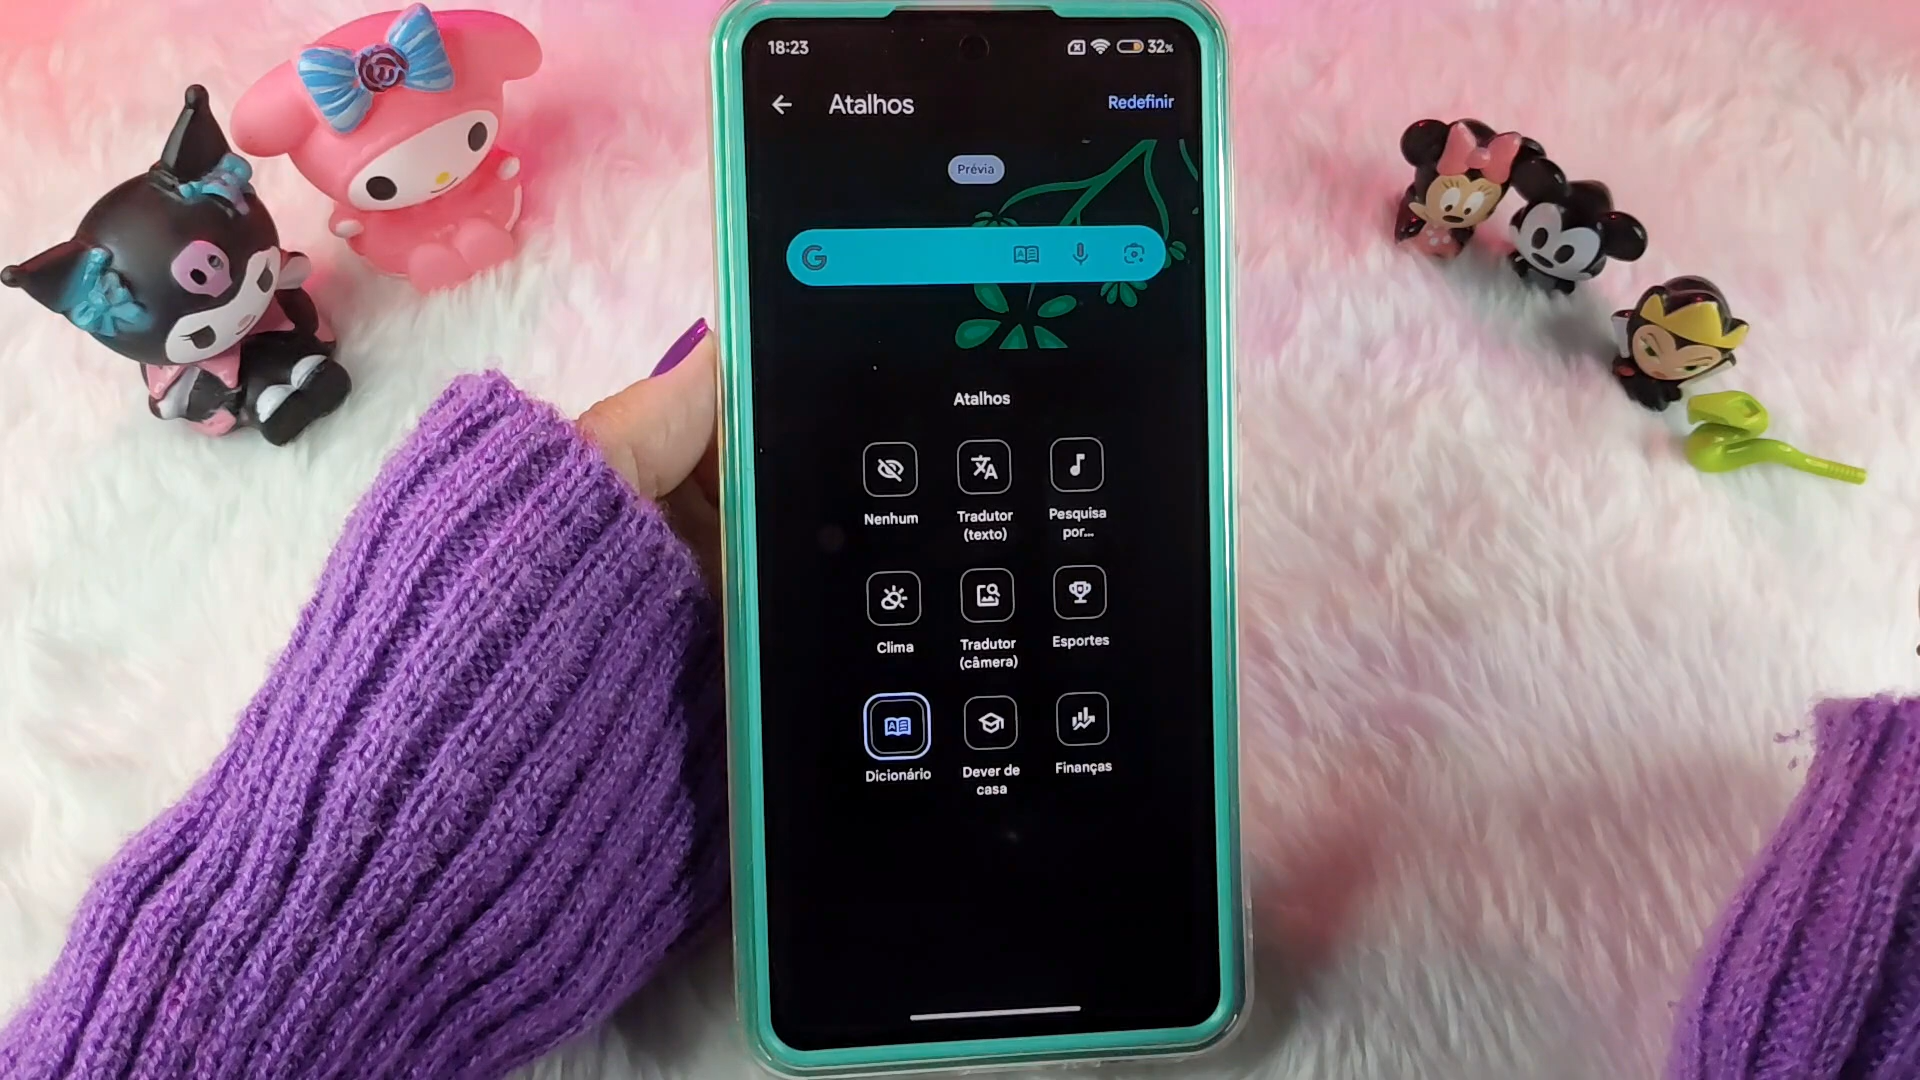 18:23
32%
Atalhos
Redefinir
Prévia
G
Atalhos
Nenhum
Tradutor
(texto)
Pesquisa
por...
Clima
Tradutor
(câmera)
Esportes
Dicionário
Dever de
casa
Finanças